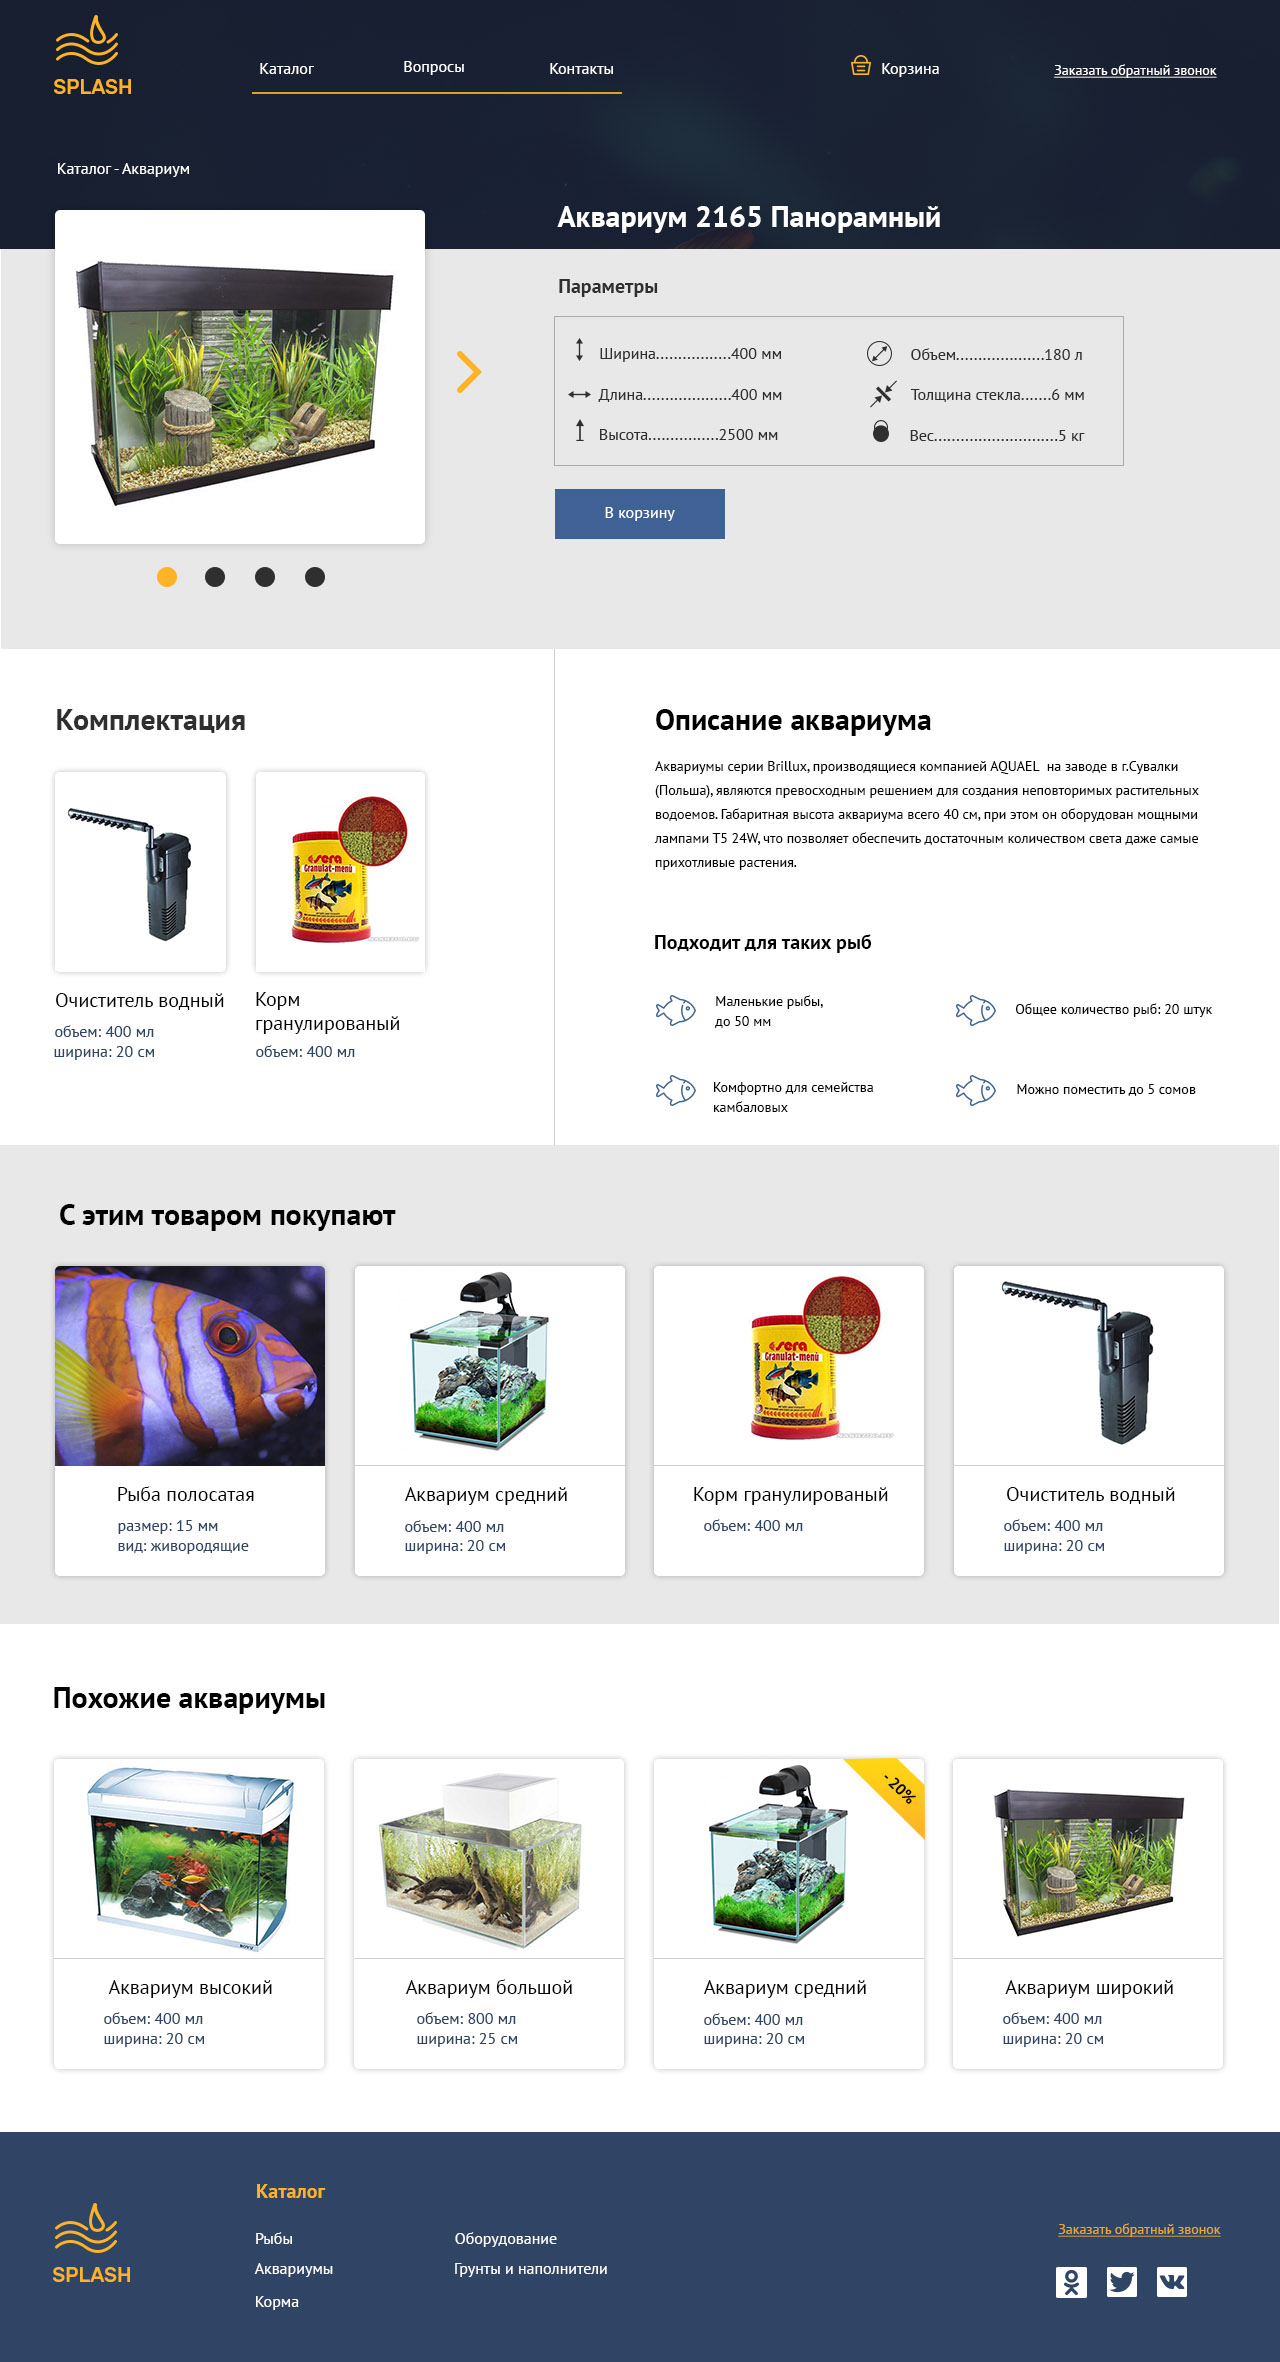 SPLASH
Каталог
Вопросы
Контакты
Корзина
Заказать обратный звонок
Каталог - Аквариум
Аквариум 2165 Панорамный
Параметры
Ширина.................400 мм
Объем....................180 л
Длина....................400 мм
Толщина стекла.......6 мм
Высота................2500 мм
Вес............................5 кг
В корзину
Комплектация
sera
Granulat-menü
Очиститель водный
объем: 400 мл
ширина: 20 см
Корм
гранулированый
объем: 400 мл
Описание аквариума
Аквариумы серии Brillux, производящиеся компанией AQUAEL  на заводе в г.Сувалки
(Польша), являются превосходным решением для создания неповторимых растительных
водоемов. Габаритная высота аквариума всего 40 см, при этом он оборудован мощными
лампами T5 24W, что позволяет обеспечить достаточным количеством света даже самые
прихотливые растения.
Подходит для таких рыб
Маленькие рыбы,
до 50 мм
Общее количество рыб: 20 штук
Комфортно для семейства
камбаловых
Можно поместить до 5 сомов
С этим товаром покупают
Рыба полосатая
размер: 15 мм
вид: живородящие
Аквариум средний
объем: 400 мл
ширина: 20 см
sera
Granulat-menü
Корм гранулированый
объем: 400 мл
Очиститель водный
объем: 400 мл
ширина: 20 см
Похожие аквариумы
Аквариум высокий
объем: 400 мл
ширина: 20 см
Аквариум большой
объем: 800 мл
ширина: 25 см
- 20%
Аквариум средний
объем: 400 мл
ширина: 20 см
Аквариум широкий
объем: 400 мл
ширина: 20 см
SPLASH
Каталог
Рыбы
Оборудование
Аквариумы
Грунты и наполнители
Корма
Заказать обратный звонок